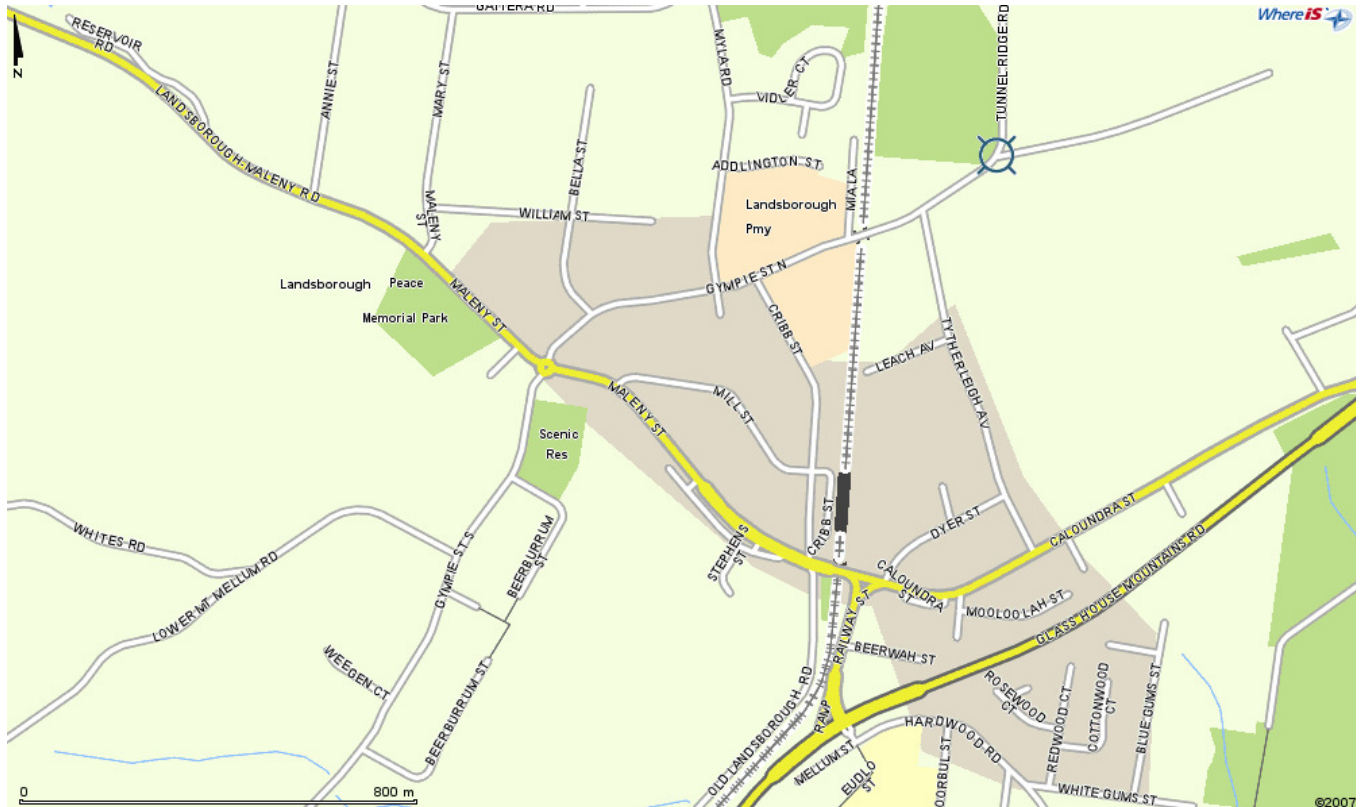 GATTERA RD
WhereiS
RESERVOIR
RD
N
LANDSBOROUGH-MALENY RD
ANNIE ST
MARY ST
MYLA RD
VIDLER CT
TUNNEL RIDGE RD
BELLA ST
ADDLINGTON ST
MIA LA
MALENY
ST
WILLIAM ST
Landsborough
Pmy
Landsborough Peace
Memorial Park
MALENY ST
GYMPIE ST N
CRIBB ST
LEACH AV
TYTHERLEIGH AV
MALENY ST
MILL ST
Scenic
Res
CRIBB ST
DYER ST
CALOUNDRA ST
WHITES RD
LOWER MT MELLUM RD
GYMPIE ST S
BEERBURRUM
ST
STEPHENS
ST
CALOUNDRA
ST
MOOLOOLAH ST
GLASS HOUSE MOUNTAINS RD
RAILWAY ST
BEERWAH ST
WEEGEN CT
BEERBURRUM ST
OLD LANDSBOROUGH RD
RAMP
ROSEWOOD
CT
REDWOOD CT
COTTONWOOD
CT
BLUE GUMS ST
HARDWOOD RD
MELLUM ST
EUDLO
ST
OORBUL ST
WHITE GUMS ST
0 800 m
©2007